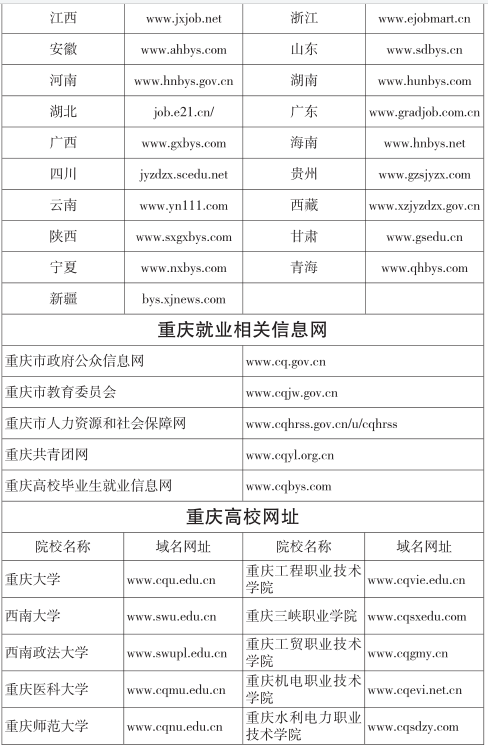 江西 www.jxjob.net 浙江 www.ejobmart.cn
安徽 www.ahbys.com 山东 www.sdbys.cn
河南 www.hnbys.gov.cn 湖南 www.hunbys.com
湖北 job.e21.cn/ 广东 www.gradjob.com.cn
广西 www.gxbys.com 海南 www.hnbys.net
四川 jyzdzx.scedu.net 贵州 www.gzsjyzx.com
云南 www.yn111.com 西藏 www.xzjyzdzx.gov.cn
陕西 www.sxgxbys.com 甘肃 www.gsedu.cn
宁夏 www.nxbys.com 青海 www.qhbys.com
新疆 bys.xjnews.com
重庆就业相关信息网
重庆市政府公众信息网 www.cq.gov.cn
重庆市教育委员会 www.cqjw.gov.cn
重庆市人力资源和社会保障网 www.cqhrss.gov.cn/u/cqhrss
重庆共青团网 www.cqyl.org.cn
重庆高校毕业生就业信息网 www.cqbys.com
重庆高校网址
院校名称 域名网址 院校名称 域名网址
重庆大学 www.cqu.edu.cn 重庆工程职业技术
学院 www.cqvie.edu.cn
西南大学 www.swu.edu.cn 重庆三峡职业学院 www.cqsxedu.com
西南政法大学 www.swupl.edu.cn 重庆工贸职业技术
学院 www.cqgmy.cn
重庆医科大学 www.cqmu.edu.cn 重庆机电职业技术
学院 www.cqevi.net.cn
重庆师范大学 www.cqnu.edu.cn 重庆水利电力职业
技术学院 www.cqsdzy.com